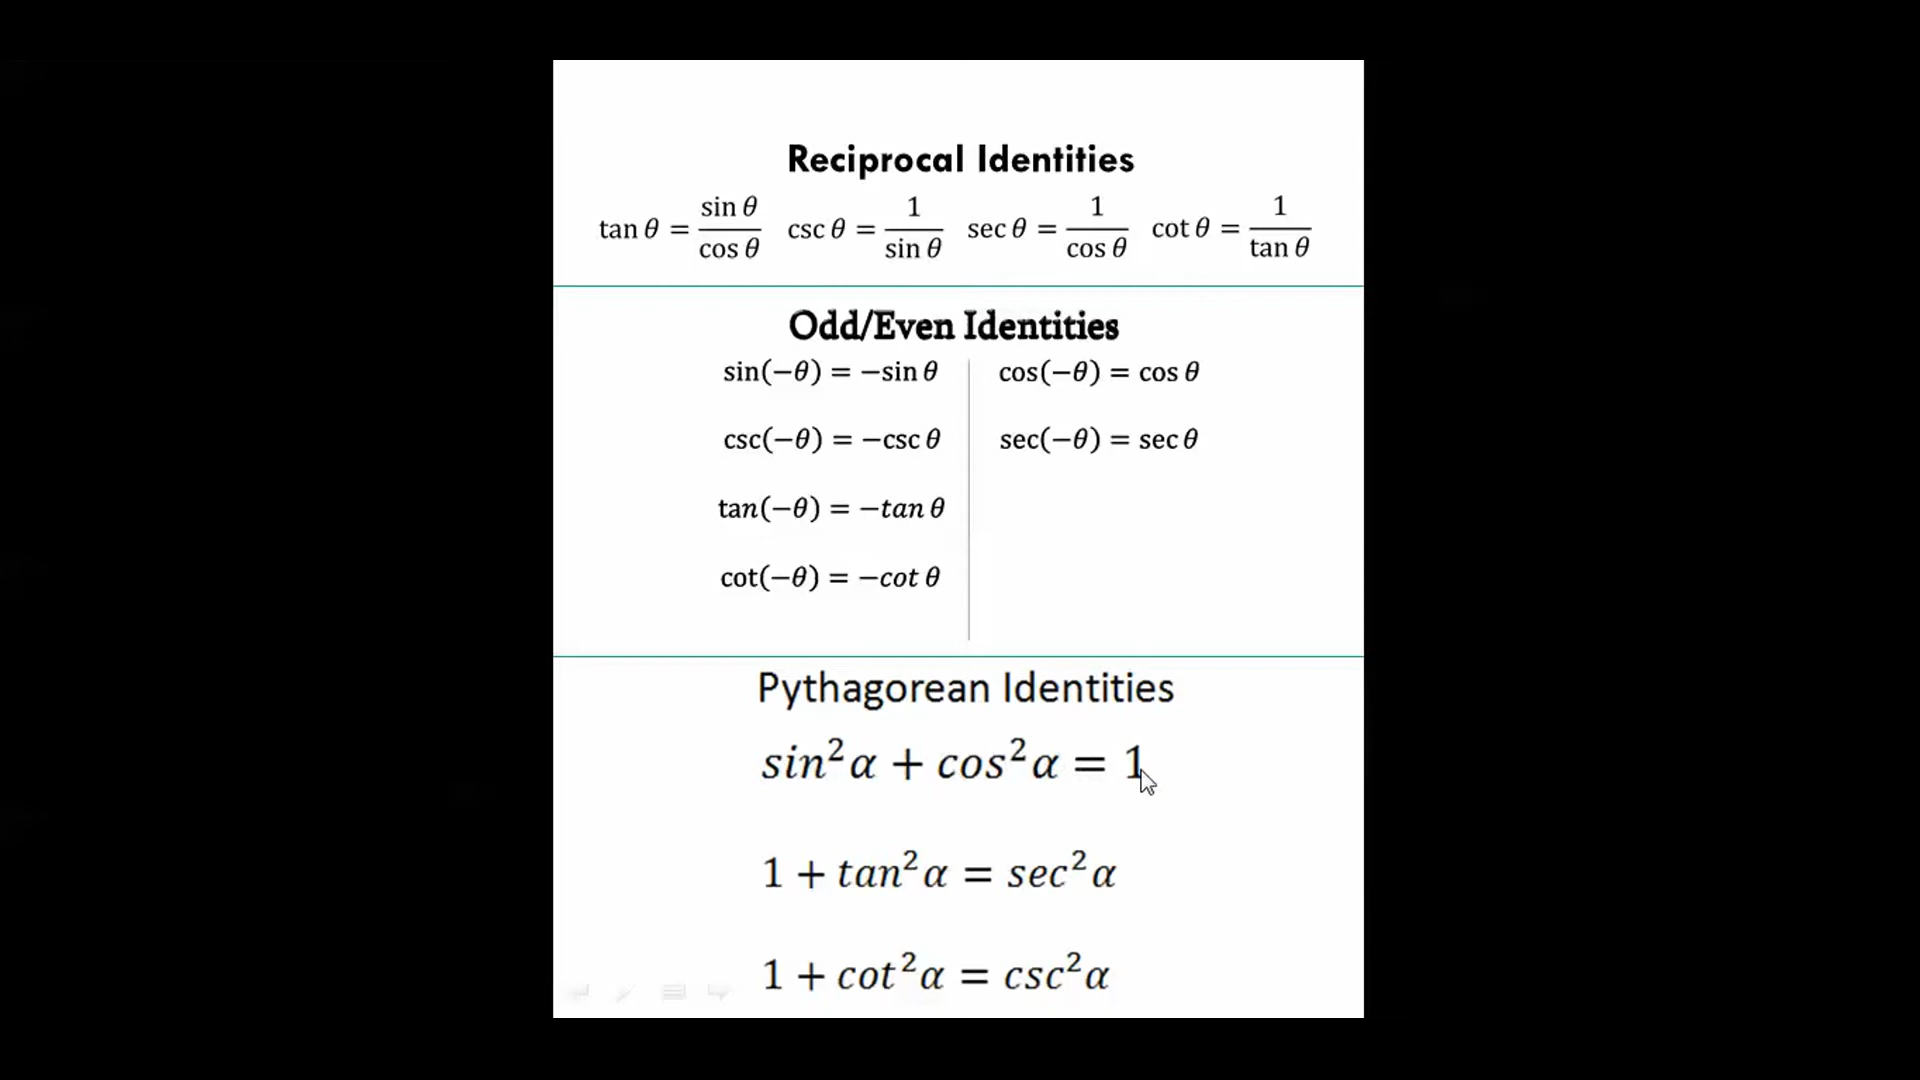 Reciprocal Identities
tan θ = sin θ / cos θ   csc θ = 1 / sin θ   sec θ = 1 / cos θ   cot θ = 1 / tan θ
Odd/Even Identities
sin(−θ) = −sin θ   cos(−θ) = cos θ
csc(−θ) = −csc θ   sec(−θ) = sec θ
tan(−θ) = −tan θ
cot(−θ) = −cot θ
Pythagorean Identities
sin²α + cos²α = 1
1 + tan²α = sec²α
1 + cot²α = csc²α